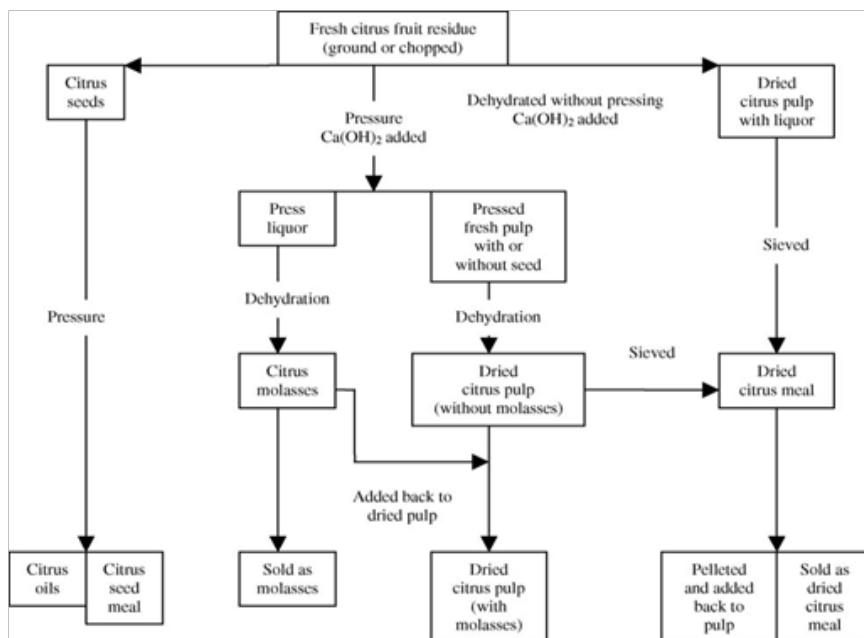 Fresh citrus fruit residue
(ground or chopped)
Citrus
seeds
Pressure
Ca(OH)2 added
Dehydrated without pressing
Ca(OH)2 added
Dried
citrus pulp
with liquor
Press
liquor
Pressed
fresh pulp
with or
without seed
Sieved
Pressure
Dehydration
Dehydration
Sieved
Citrus
molasses
Dried
citrus pulp
(without molasses)
Dried
citrus meal
Added back to
dried pulp
Citrus
oils
Citrus
seed
meal
Sold as
molasses
Dried
citrus pulp
(with
molasses)
Pelleted
and added
back to
pulp
Sold as
dried
citrus
meal